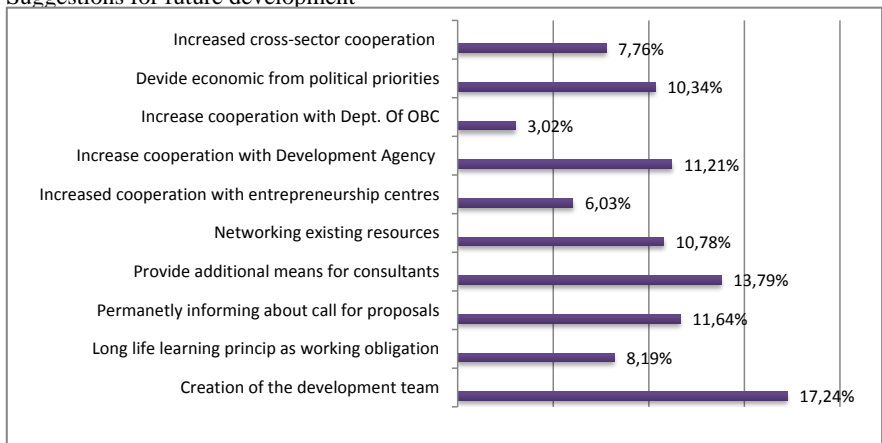 Suggestions for future development
Increased cross-sector cooperation 7,76%
Devide economic from political priorities 10,34%
Increase cooperation with Dept. Of OBC 3,02%
Increase cooperation with Development Agency 11,21%
Increased cooperation with entrepreneurship centres 6,03%
Networking existing resources 10,78%
Provide additional means for consultants 13,79%
Permanetly informing about call for proposals 11,64%
Long life learning princip as working obligation 8,19%
Creation of the development team 17,24%